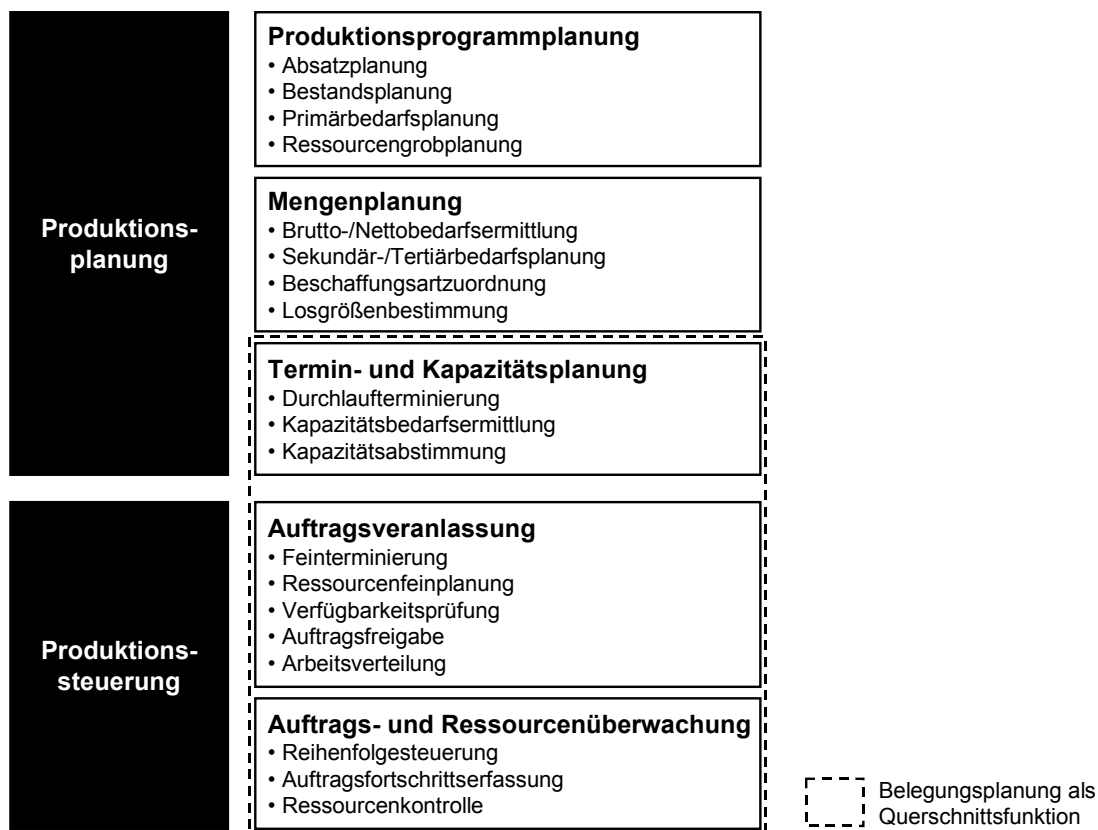 Produktions-
planung
Produktionsprogrammplanung
• Absatzplanung
• Bestandsplanung
• Primärbedarfsplanung
• Ressourcengrobplanung
Mengenplanung
• Brutto-/Nettobedarfsermittlung
• Sekundär-/Tertiärbedarfsplanung
• Beschaffungsartzuordnung
• Losgrößenbestimmung
Termin- und Kapazitätsplanung
• Durchlaufterminierung
• Kapazitätsbedarfsermittlung
• Kapazitätsabstimmung
Produktions-
steuerung
Auftragsveranlassung
• Feinterminierung
• Ressourcenfeinplanung
• Verfügbarkeitsprüfung
• Auftragsfreigabe
• Arbeitsverteilung
Auftrags- und Ressourcenüberwachung
• Reihenfolgesteuerung
• Auftragsfortschrittserfassung
• Ressourcenkontrolle
Belegungsplanung als
Querschnittsfunktion